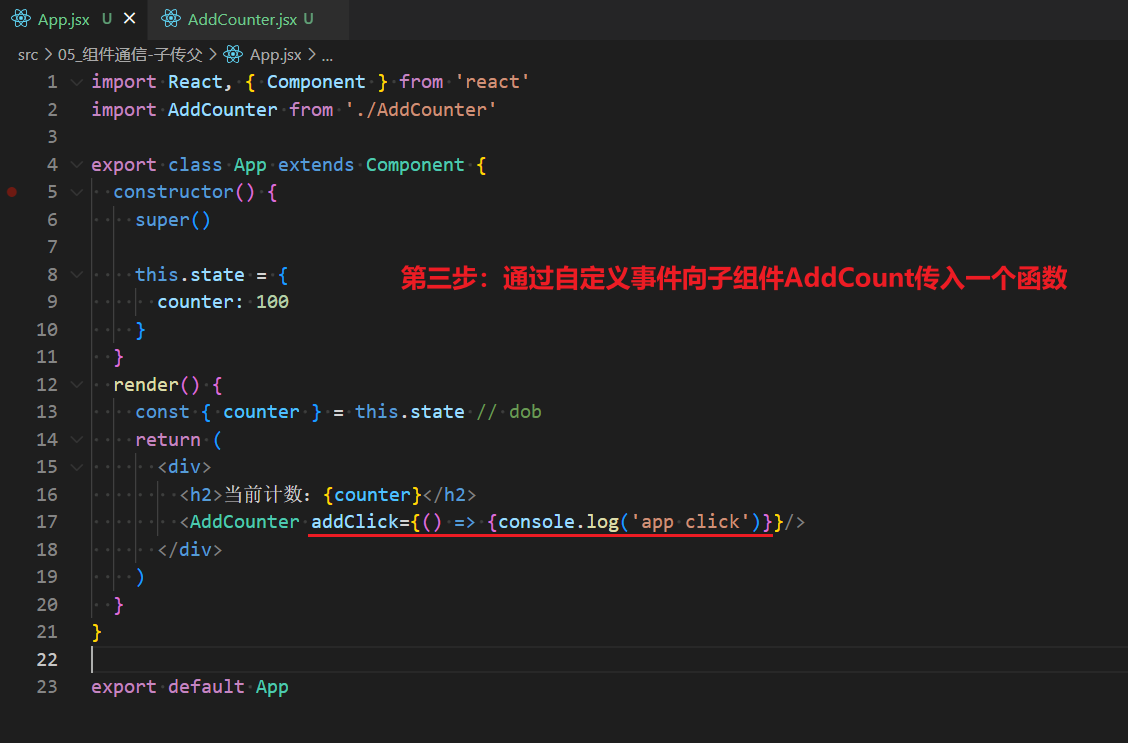 App.jsx U × AddCounter.jsx U
src > 05_组件通信-子传父 > App.jsx > ...
1 import React, { Component } from 'react'
2 import AddCounter from './AddCounter'
3
4 export class App extends Component {
5   constructor() {
6     super()
7
8     this.state = { 第三步：通过自定义事件向子组件AddCount传入一个函数
9       counter: 100
10     }
11   }
12   render() {
13     const { counter } = this.state // dob
14     return (
15       <div>
16         <h2>当前计数：{counter}</h2>
17         <AddCounter addClick={() => {console.log('app click')}}/>
18       </div>
19     )
20   }
21 }
22
23 export default App